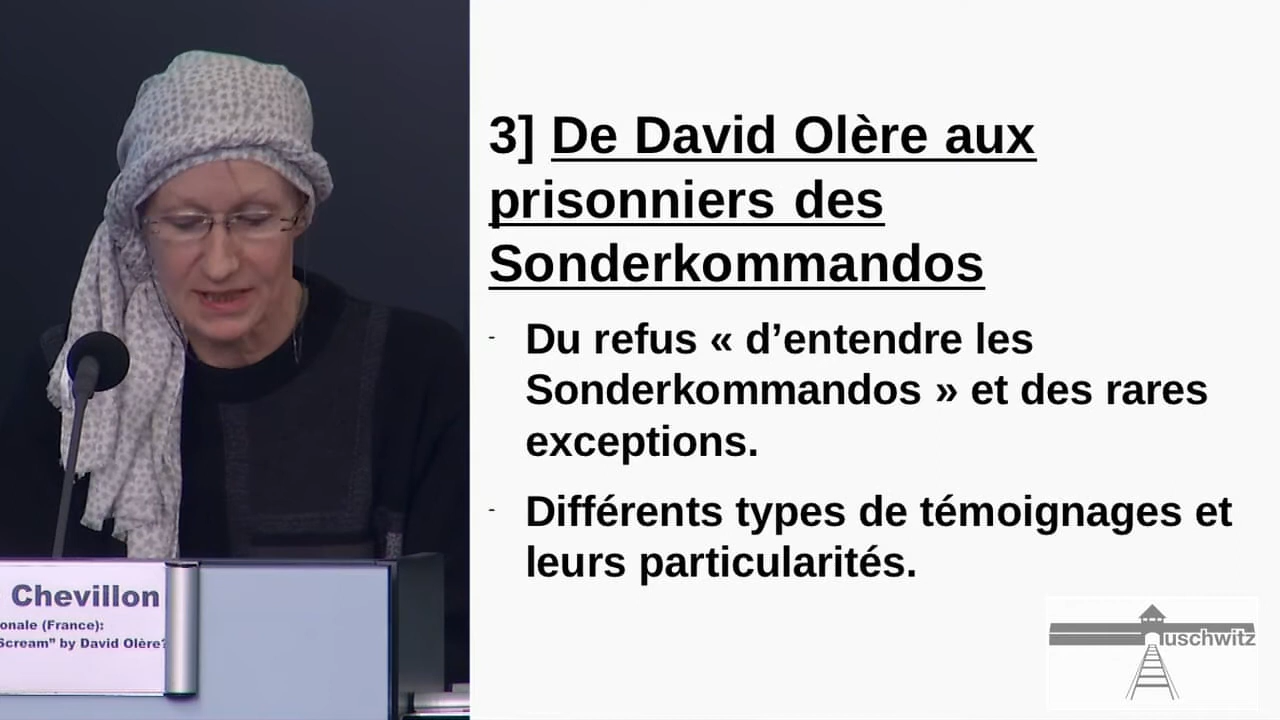 3] De David Olère aux
prisonniers des
Sonderkommandos
- Du refus « d’entendre les
Sonderkommandos » et des rares
exceptions.
- Différents types de témoignages et
leurs particularités.
Chevillon
onale (France):
Scream” by David Olère?
uschwitz